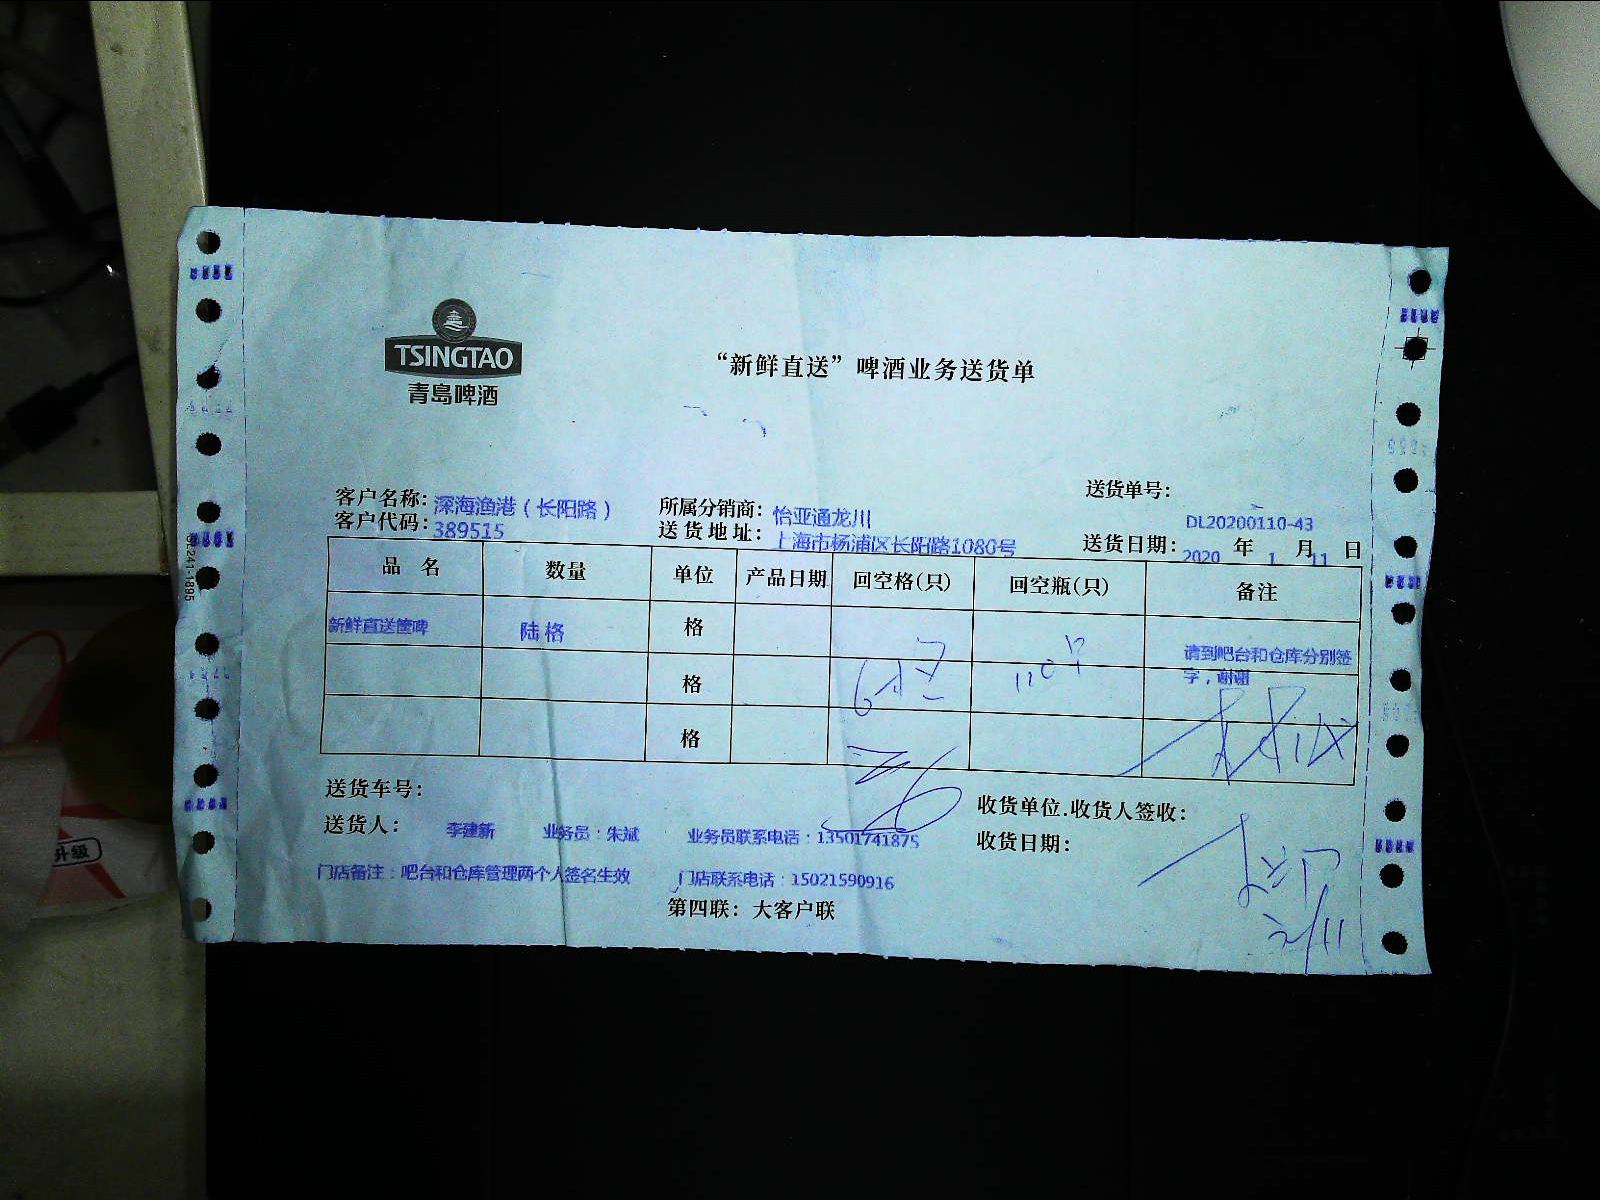 TSINGTAO
青岛啤酒
“新鲜直送”啤酒业务送货单
送货单号：
DL20200110-43
客户名称：深海渔港（长阳路） 所属分销商：怡亚通龙川
客户代码：389515 送货地址：上海市杨浦区长阳路1080号 送货日期：2020 年 1 月 11 日
品 名 数量 单位 产品日期 回空格(只) 回空瓶(只) 备注
新鲜直送筐啤 陆格 格 请到吧台和仓库分别签字，谢谢
格 110个
格
送货车号： 收货单位.收货人签收：
送货人： 李建新 业务员：朱斌 业务员联系电话：13501741875 收货日期：
门店备注：吧台和仓库管理两个人签名生效 门店联系电话：15021590916
第四联：大客户联
GZ241-1895
升级